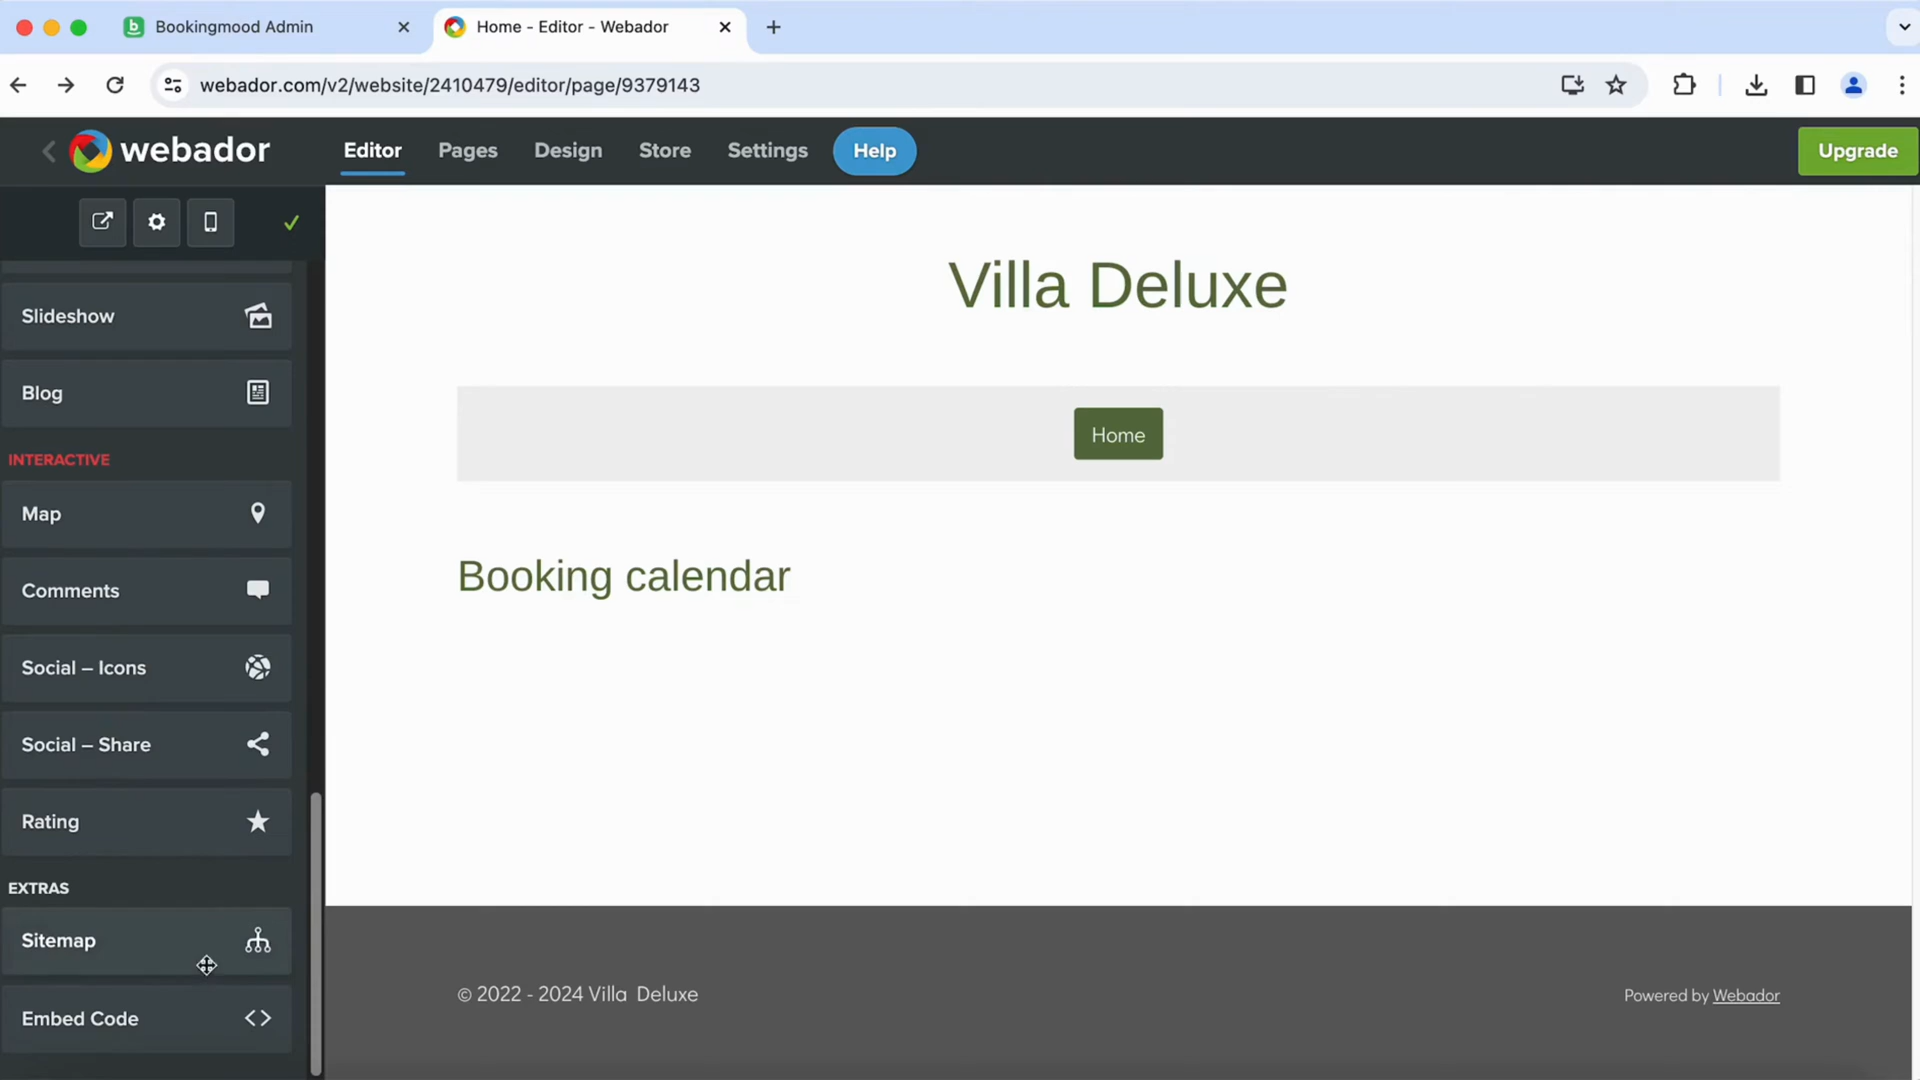 Bookingmood Admin
Home - Editor - Webador
webador.com/v2/website/2410479/editor/page/9379143
webador
Editor
Pages
Design
Store
Settings
Help
Upgrade
Slideshow
Blog
INTERACTIVE
Map
Comments
Social – Icons
Social – Share
Rating
EXTRAS
Sitemap
Embed Code
Villa Deluxe
Home
Booking calendar
© 2022 - 2024 Villa Deluxe
Powered by Webador